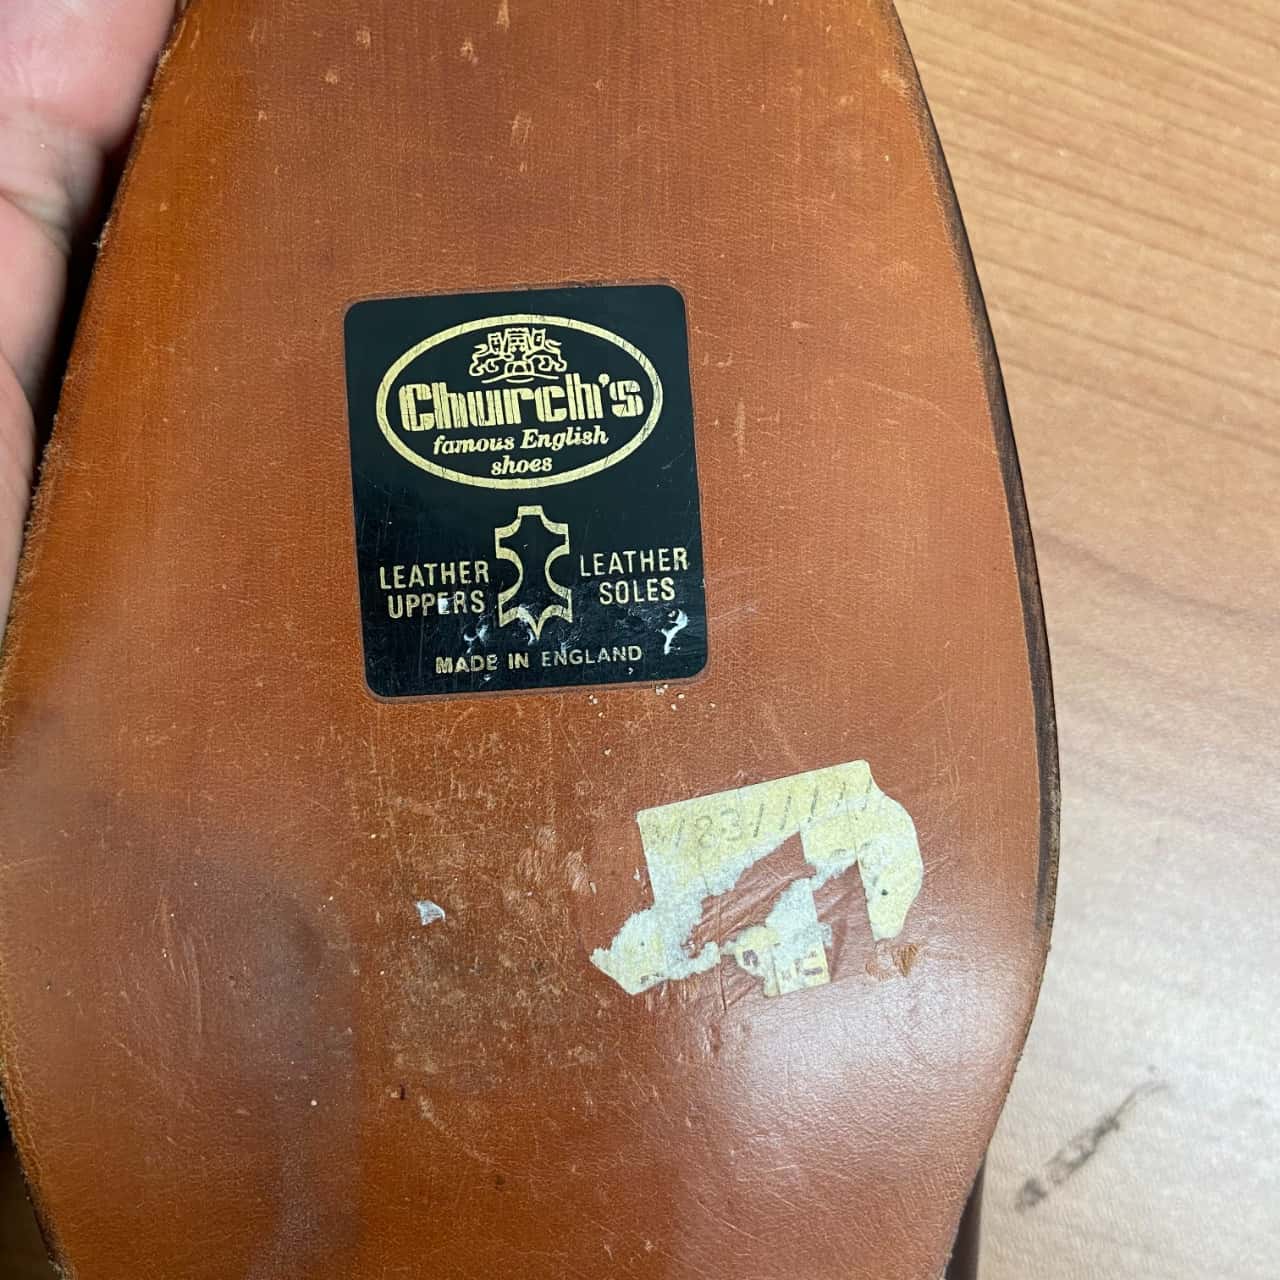 Church's
famous English
shoes
LEATHER
UPPERS
LEATHER
SOLES
MADE IN ENGLAND